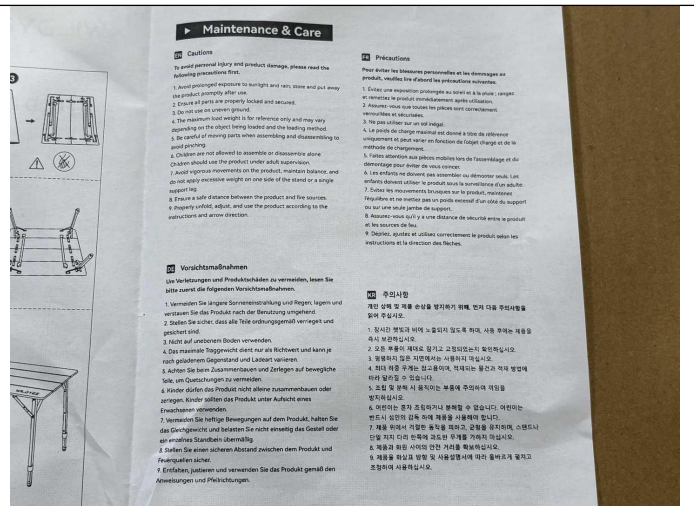 Maintenance & Care
EN Cautions
To avoid personal injury and product damage, please read the
following precautions first.
1. Avoid prolonged exposure to sunlight and rain; store and put away
the product promptly after use.
2. Ensure all parts are properly locked and secured.
3. Do not use on uneven ground.
4. The maximum load weight is for reference only and may vary
depending on the object being loaded and the loading method.
5. Be careful of moving parts when assembling and disassembling to
avoid pinching.
6. Children are not allowed to assemble or disassemble alone.
Children should use the product under adult supervision.
7. Avoid vigorous movements on the product, maintain balance, and
do not apply excessive weight on one side of the stand or a single
support leg.
8. Ensure a safe distance between the product and fire sources.
9. Properly unfold, adjust, and use the product according to the
instructions and arrow direction.
FR Précautions
Pour éviter les blessures personnelles et les dommages au
produit, veuillez lire d'abord les précautions suivantes.
1. Évitez une exposition prolongée au soleil et à la pluie ; rangez
et remettez le produit immédiatement après utilisation.
2. Assurez-vous que toutes les pièces sont correctement
verrouillées et sécurisées.
3. Ne pas utiliser sur un sol inégal.
4. Le poids de charge maximal est donné à titre de référence
uniquement et peut varier en fonction de l'objet chargé et de la
méthode de chargement.
5. Faites attention aux pièces mobiles lors de l'assemblage et du
démontage pour éviter de vous coincer.
6. Les enfants ne doivent pas assembler ou démonter seuls. Les
enfants doivent utiliser le produit sous la surveillance d'un adulte.
7. Évitez les mouvements brusques sur le produit, maintenez
l'équilibre et ne mettez pas un poids excessif d'un côté du support
ou sur une seule jambe de support.
8. Assurez-vous qu'il y a une distance de sécurité entre le produit
et les sources de feu.
9. Dépliez, ajustez et utilisez correctement le produit selon les
instructions et la direction des flèches.
DE Vorsichtsmaßnahmen
Um Verletzungen und Produktschäden zu vermeiden, lesen Sie
bitte zuerst die folgenden Vorsichtsmaßnahmen.
1. Vermeiden Sie längere Sonneneinstrahlung und Regen; lagern und
verstauen Sie das Produkt nach der Benutzung umgehend.
2. Stellen Sie sicher, dass alle Teile ordnungsgemäß verriegelt und
gesichert sind.
3. Nicht auf unebenem Boden verwenden.
4. Das maximale Traggewicht dient nur als Richtwert und kann je
nach geladenem Gegenstand und Ladeart variieren.
5. Achten Sie beim Zusammenbauen und Zerlegen auf bewegliche
Teile, um Quetschungen zu vermeiden.
6. Kinder dürfen das Produkt nicht alleine zusammenbauen oder
zerlegen. Kinder sollten das Produkt unter Aufsicht eines
Erwachsenen verwenden.
7. Vermeiden Sie heftige Bewegungen auf dem Produkt, halten Sie
das Gleichgewicht und belasten Sie nicht einseitig das Gestell oder
ein einzelnes Standbein übermäßig.
8. Stellen Sie einen sicheren Abstand zwischen dem Produkt und
Feuerquellen sicher.
9. Entfalten, justieren und verwenden Sie das Produkt gemäß den
Anweisungen und Pfeilrichtungen.
KR 주의사항
개인 상해 및 제품 손상을 방지하기 위해, 먼저 다음 주의사항을
읽어 주십시오.
1. 장시간 햇빛과 비에 노출되지 않도록 하며, 사용 후에는 제품을
즉시 보관하십시오.
2. 모든 부품이 제대로 잠기고 고정되었는지 확인하십시오.
3. 평평하지 않은 지면에서는 사용하지 마십시오.
4. 최대 하중 무게는 참고용이며, 적재되는 물건과 적재 방법에
따라 달라질 수 있습니다.
5. 조립 및 분해 시 움직이는 부품에 주의하여 끼임을
방지하십시오.
6. 어린이는 혼자 조립하거나 분해할 수 없습니다. 어린이는
반드시 성인의 감독 하에 제품을 사용해야 합니다.
7. 제품 위에서 격렬한 동작을 피하고, 균형을 유지하며, 스탠드나
단일 지지 다리 한쪽에 과도한 무게를 가하지 마십시오.
8. 제품과 화원 사이의 안전 거리를 확보하십시오.
9. 제품을 화살표 방향 및 사용설명서에 따라 올바르게 펼치고
조정하여 사용하십시오.